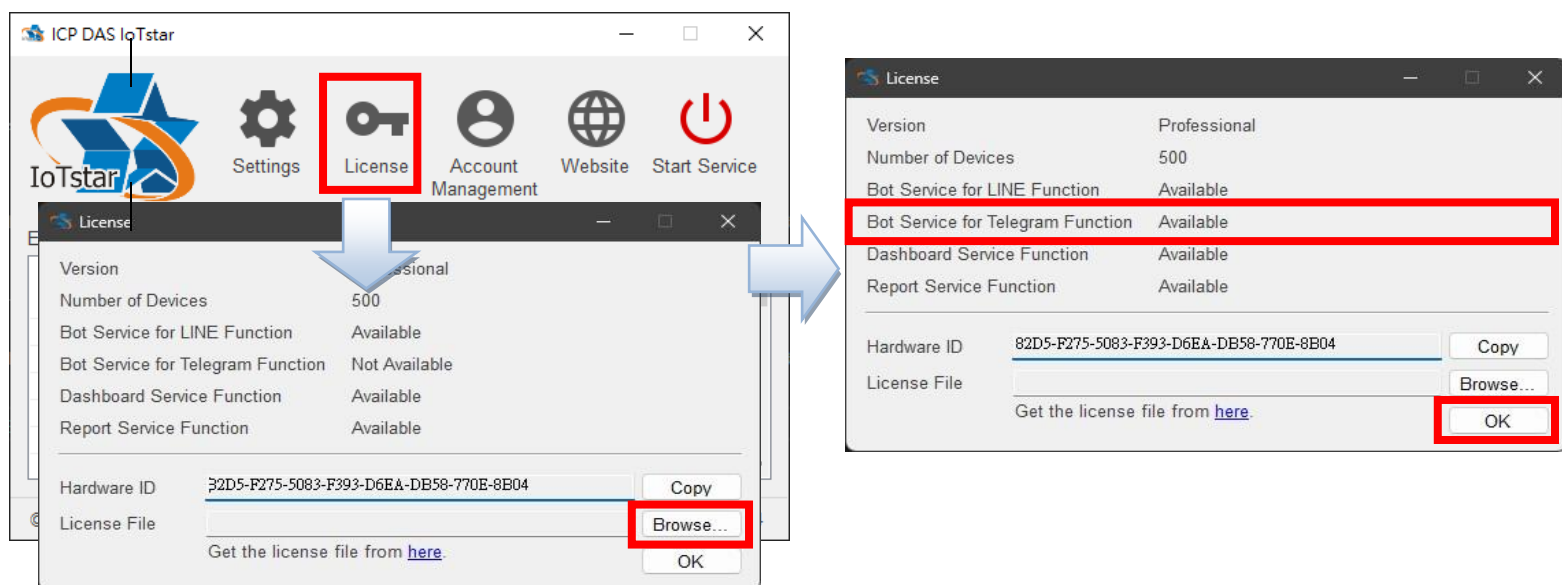 ICP DAS IoTstar
IoTstar
Settings
License
Account
Management
Website
Start Service
E
License
Version
Number of Devices 500
Bot Service for LINE Function Available
Bot Service for Telegram Function Not Available
Dashboard Service Function Available
Report Service Function Available
Hardware ID 82D5-F275-5083-F393-D6EA-DB58-770E-8B04 Copy
License File Browse...
Get the license file from here.
OK
©
License
Version Professional
Number of Devices 500
Bot Service for LINE Function Available
Bot Service for Telegram Function Available
Dashboard Service Function Available
Report Service Function Available
Hardware ID 82D5-F275-5083-F393-D6EA-DB58-770E-8B04 Copy
License File Browse...
Get the license file from here.
OK